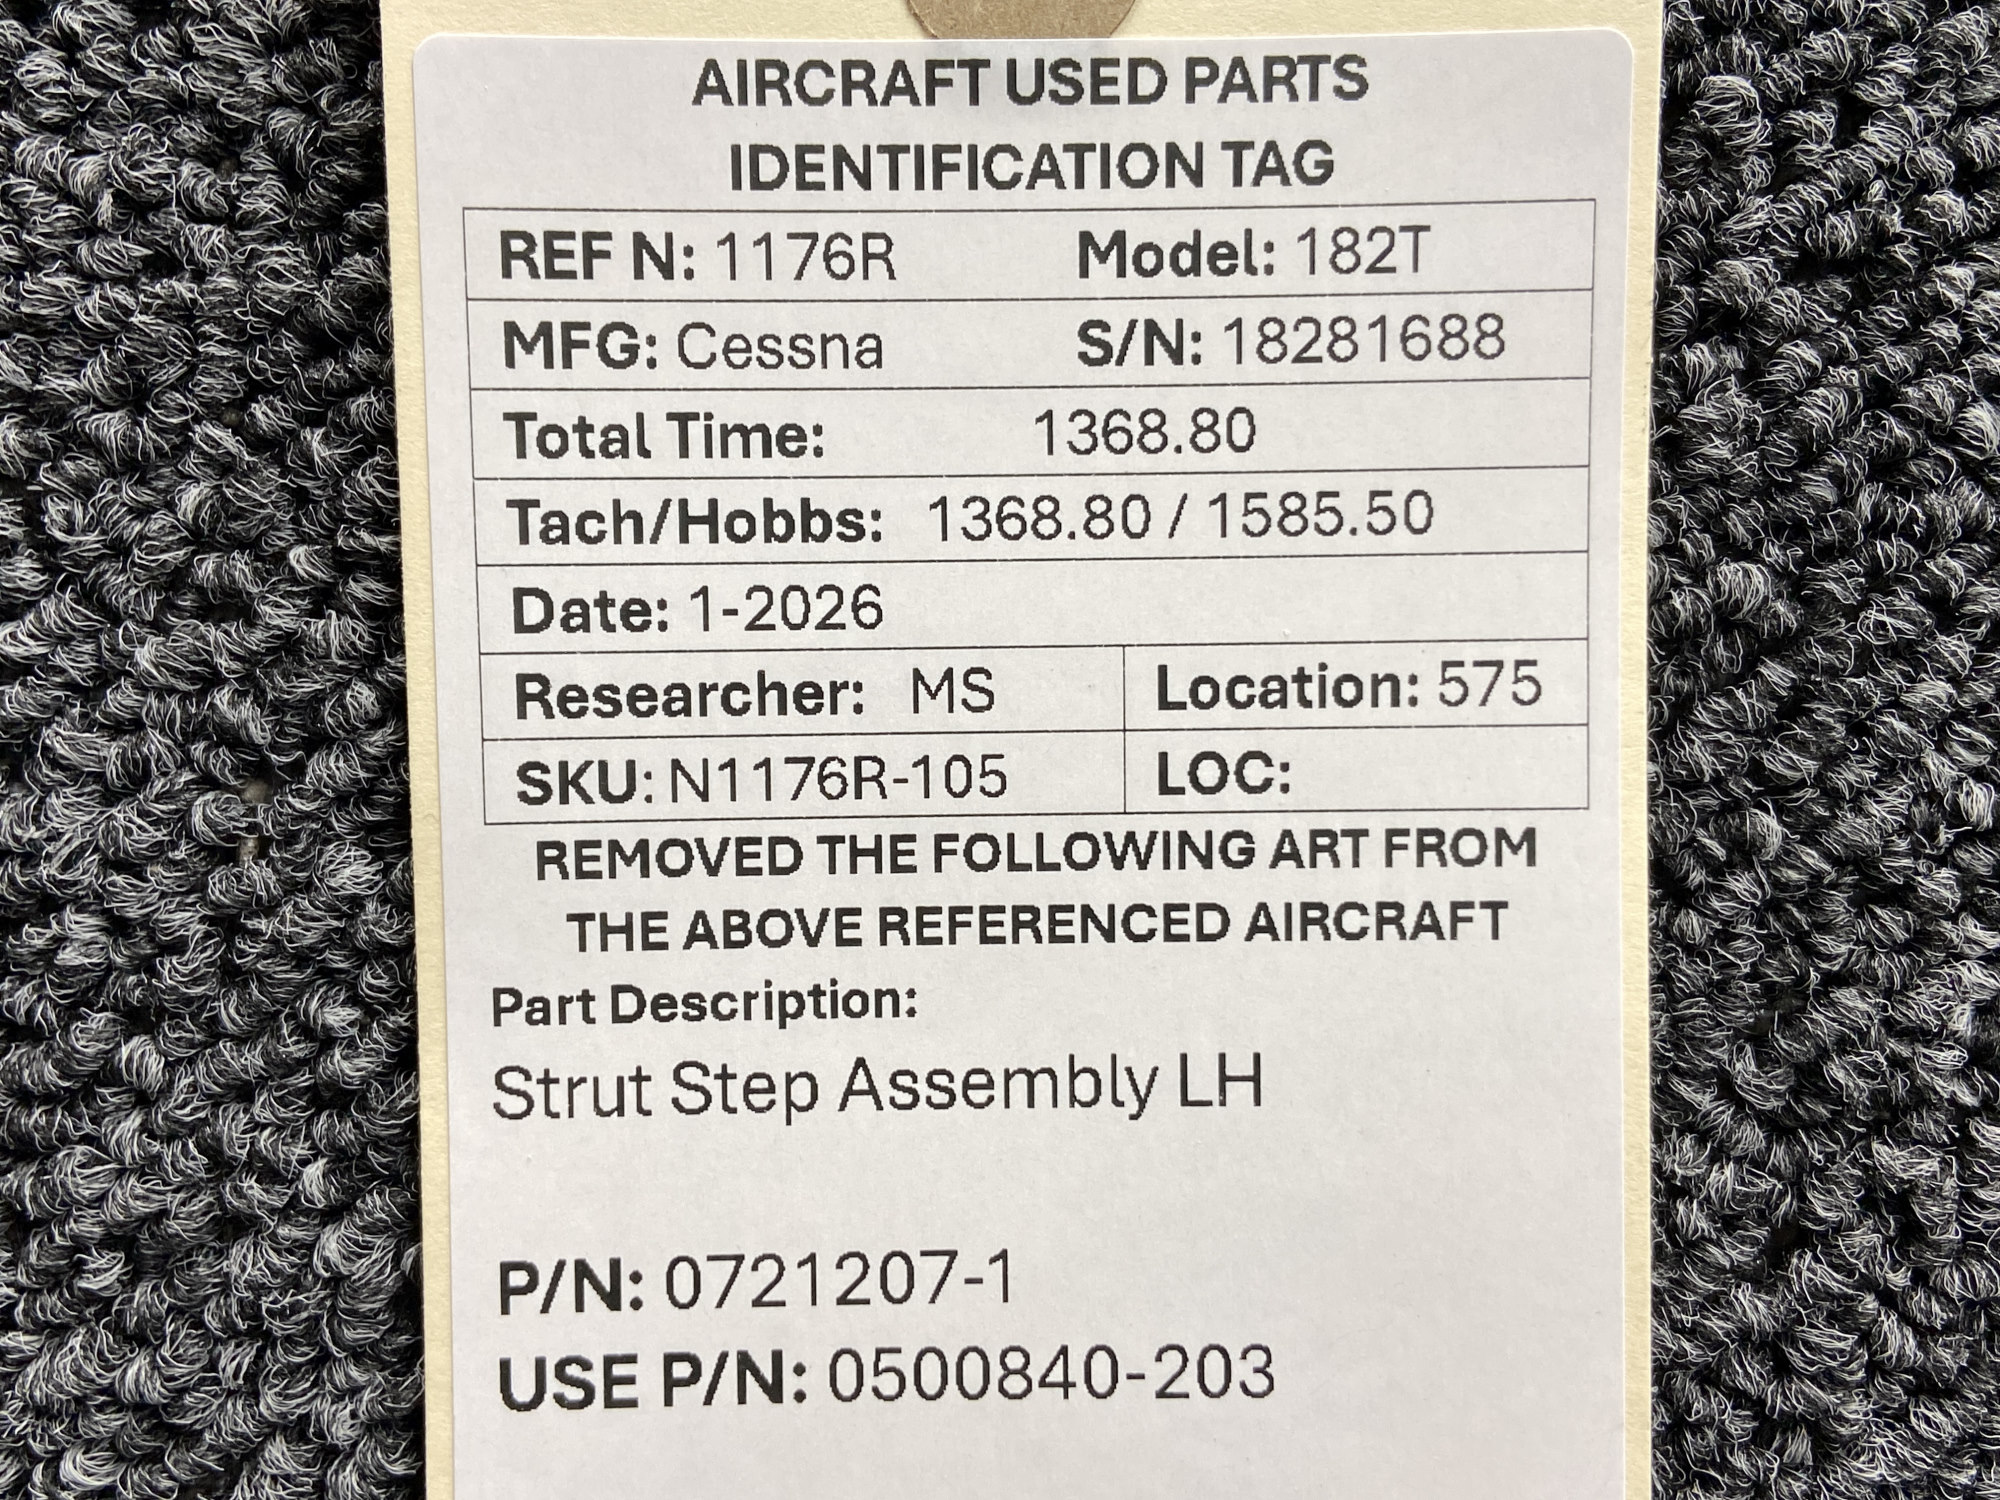 AIRCRAFT USED PARTS
IDENTIFICATION TAG
REF N: 1176R Model: 182T
MFG: Cessna S/N: 18281688
Total Time: 1368.80
Tach/Hobbs: 1368.80 / 1585.50
Date: 1-2026
Researcher: MS Location: 575
SKU: N1176R-105 LOC:
REMOVED THE FOLLOWING ART FROM
THE ABOVE REFERENCED AIRCRAFT
Part Description:
Strut Step Assembly LH
P/N: 0721207-1
USE P/N: 0500840-203